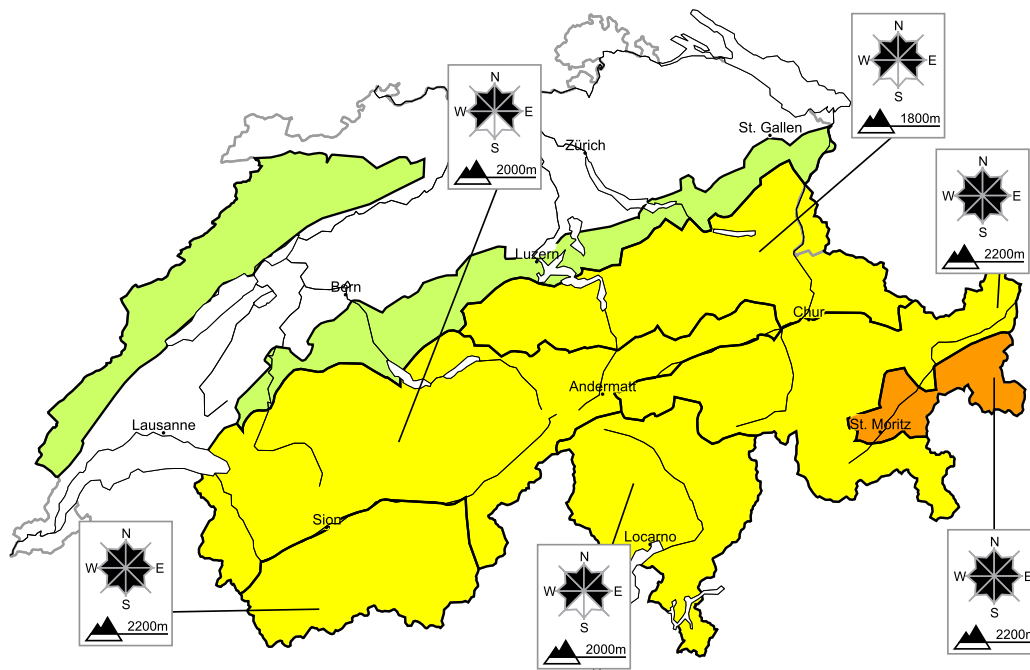 N
W E
S
1800m
N
W E
S
2000m
St. Gallen
Zürich
N
W E
S
2200m
Luzern
Bern
Chur
Andermatt
Lausanne
St. Moritz
Sion
Locarno
N
W E
S
2200m
N
W E
S
2000m
N
W E
S
2200m